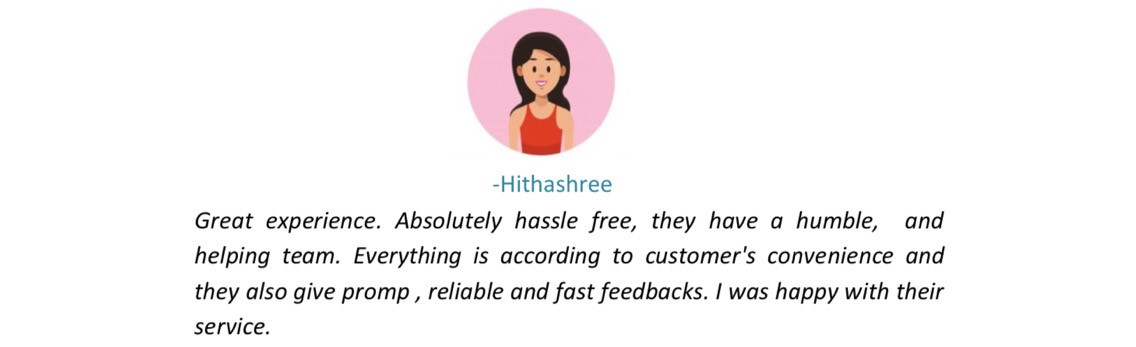 -Hithashree
Great experience. Absolutely hassle free, they have a humble, and
helping team. Everything is according to customer's convenience and
they also give promp , reliable and fast feedbacks. I was happy with their
service.